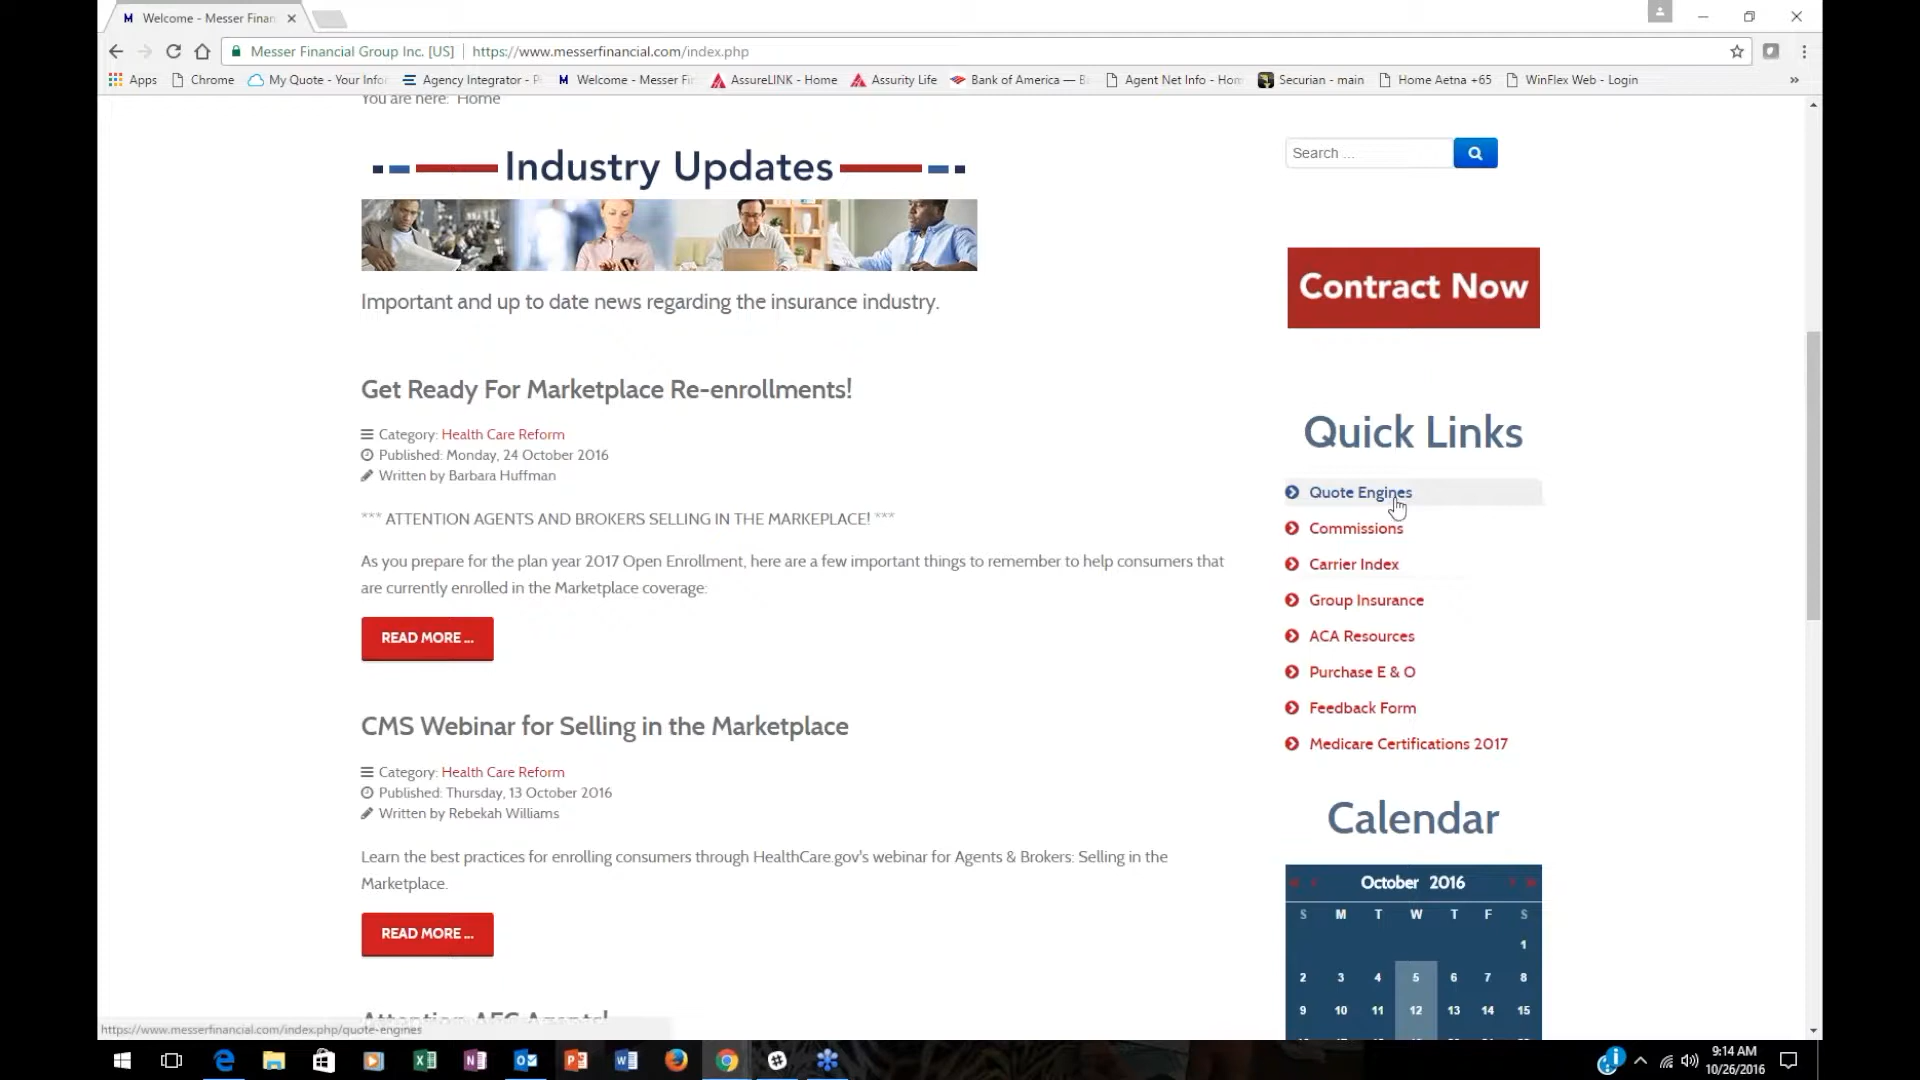 Welcome - Messer Finan
Messer Financial Group Inc. [US] | https://www.messerfinancial.com/index.php
Apps Chrome My Quote - Your Info Agency Integrator - P Welcome - Messer Fi AssureLINK - Home Assurity Life Bank of America — B Agent Net Info - Hom Securian - main Home Aetna +65 WinFlex Web - Login »
You are here: Home
Industry Updates
Important and up to date news regarding the insurance industry.
Get Ready For Marketplace Re-enrollments!
Category: Health Care Reform
Published: Monday, 24 October 2016
Written by Barbara Huffman
*** ATTENTION AGENTS AND BROKERS SELLING IN THE MARKEPLACE! ***
As you prepare for the plan year 2017 Open Enrollment, here are a few important things to remember to help consumers that
are currently enrolled in the Marketplace coverage:
READ MORE ...
CMS Webinar for Selling in the Marketplace
Category: Health Care Reform
Published: Thursday, 13 October 2016
Written by Rebekah Williams
Learn the best practices for enrolling consumers through HealthCare.gov's webinar for Agents & Brokers: Selling in the
Marketplace.
READ MORE ...
Attention AEG Agents!
https://www.messerfinancial.com/index.php/quote-engines
Search ...
Contract Now
Quick Links
Quote Engines
Commissions
Carrier Index
Group Insurance
ACA Resources
Purchase E & O
Feedback Form
Medicare Certifications 2017
Calendar
October 2016
S M T W T F S
1
2 3 4 5 6 7 8
9 10 11 12 13 14 15
9:14 AM
10/26/2016